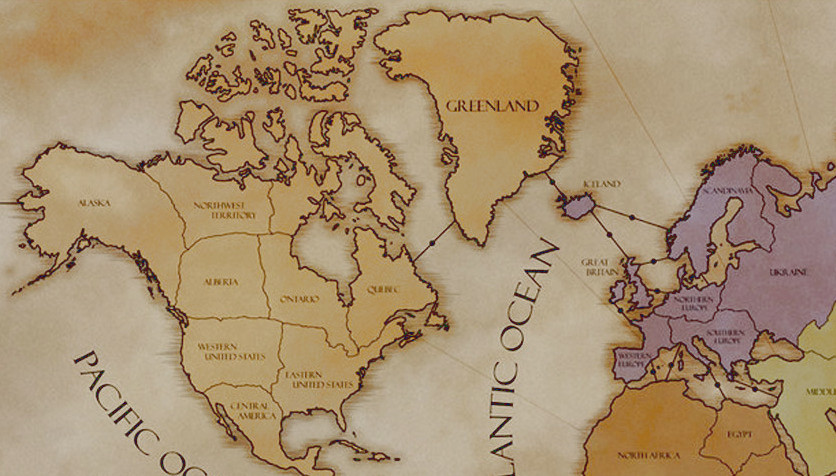 GREENLAND
ICELAND
SCANDINAVIA
ALASKA
NORTHWEST
TERRITORY
GREAT
BRITAIN
UKRAINE
ALBERTA
ONTARIO
QUEBEC
NORTHERN
EUROPE
SOUTHERN
EUROPE
WESTERN
UNITED STATES
EASTERN
UNITED STATES
WESTERN
EUROPE
CENTRAL
AMERICA
PACIFIC OC
LANTIC OCEAN
MIDDL
EGYPT
NORTH AFRICA